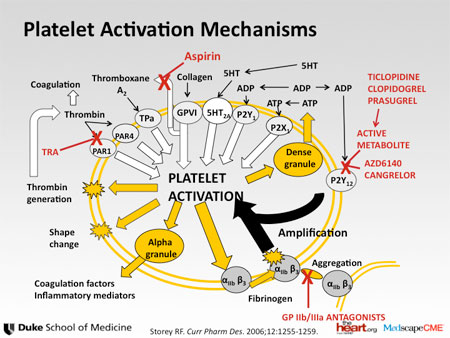 Platelet Activation Mechanisms
Aspirin
Coagulation
Thromboxane
A2
Collagen
5HT
5HT
ADP
ADP
ADP
ATP
ATP
TICLOPIDINE
CLOPIDOGREL
PRASUGREL
Thrombin
TPa
GPVI
5HT2A
P2Y1
P2X1
ACTIVE
METABOLITE
TRA
PAR4
PAR1
Dense
granule
AZD6140
CANGRELOR
P2Y12
PLATELET
ACTIVATION
Thrombin
generation
Shape
change
Alpha
granule
Amplification
Aggregation
αIIb β3
αIIb β3
αIIb β3
Fibrinogen
Coagulation factors
Inflammatory mediators
GP IIb/IIIa ANTAGONISTS
Duke School of Medicine
Storey RF. Curr Pharm Des. 2006;12:1255-1259.
theheart.org
MedscapeCME